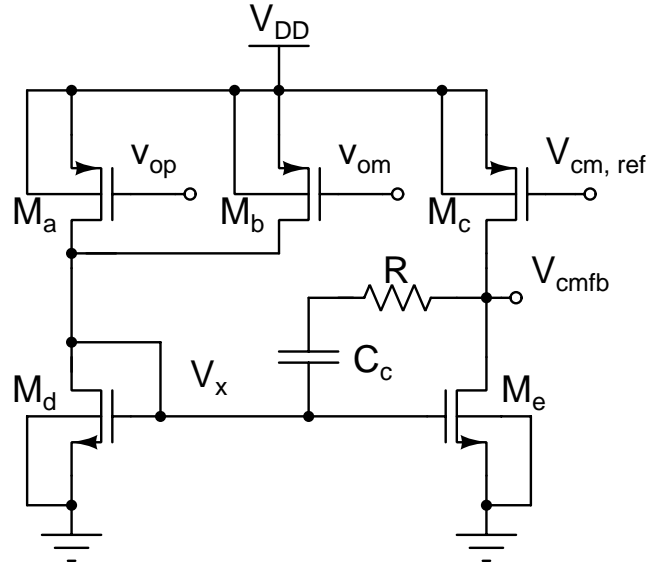 V_DD
v_op
v_om
V_cm, ref
M_a
M_b
M_c
R
V_cmfb
C_c
M_d
V_x
M_e